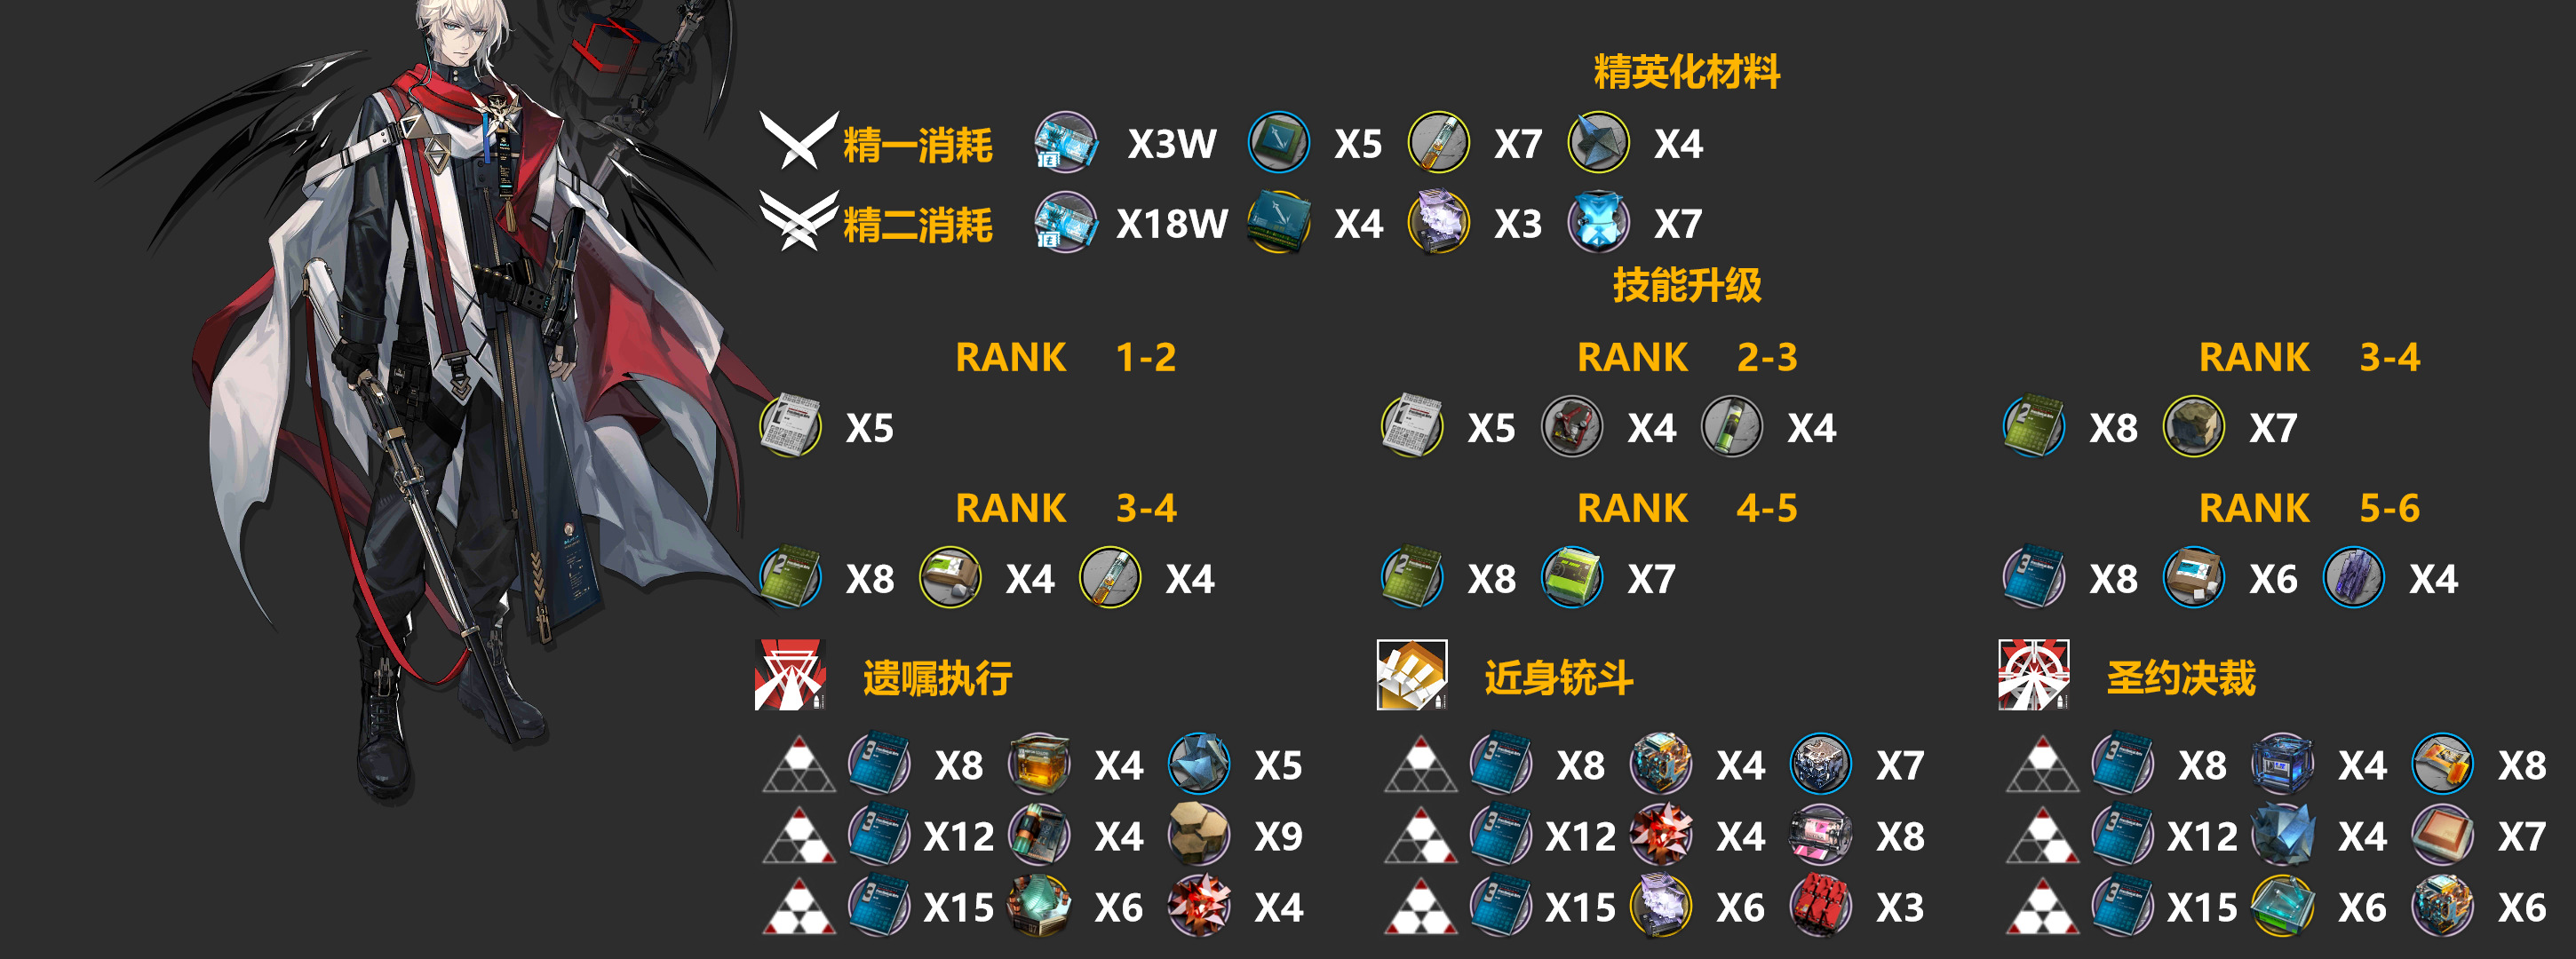 精英化材料
精一消耗 X3W X5 X7 X4
精二消耗 X18W X4 X3 X7
技能升级
RANK 1-2 RANK 2-3 RANK 3-4
X5 X5 X4 X4 X8 X7
RANK 3-4 RANK 4-5 RANK 5-6
X8 X4 X4 X8 X7 X8 X6 X4
遗嘱执行 近身铳斗 圣约决裁
X8 X4 X5 X8 X4 X7 X8 X4 X8
X12 X4 X9 X12 X4 X8 X12 X4 X7
X15 X6 X4 X15 X6 X3 X15 X6 X6